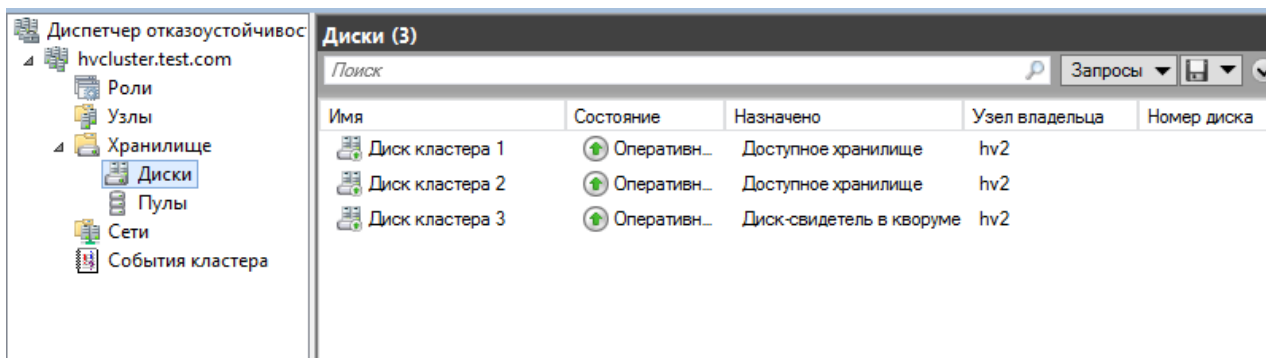 Диспетчер отказоустойчивос
hvcluster.test.com
Роли
Узлы
Хранилище
Диски
Пулы
Сети
События кластера
Диски (3)
Поиск
Запросы
Имя Состояние Назначено Узел владельца Номер диска
Диск кластера 1 Оперативн... Доступное хранилище hv2
Диск кластера 2 Оперативн... Доступное хранилище hv2
Диск кластера 3 Оперативн... Диск-свидетель в кворуме hv2